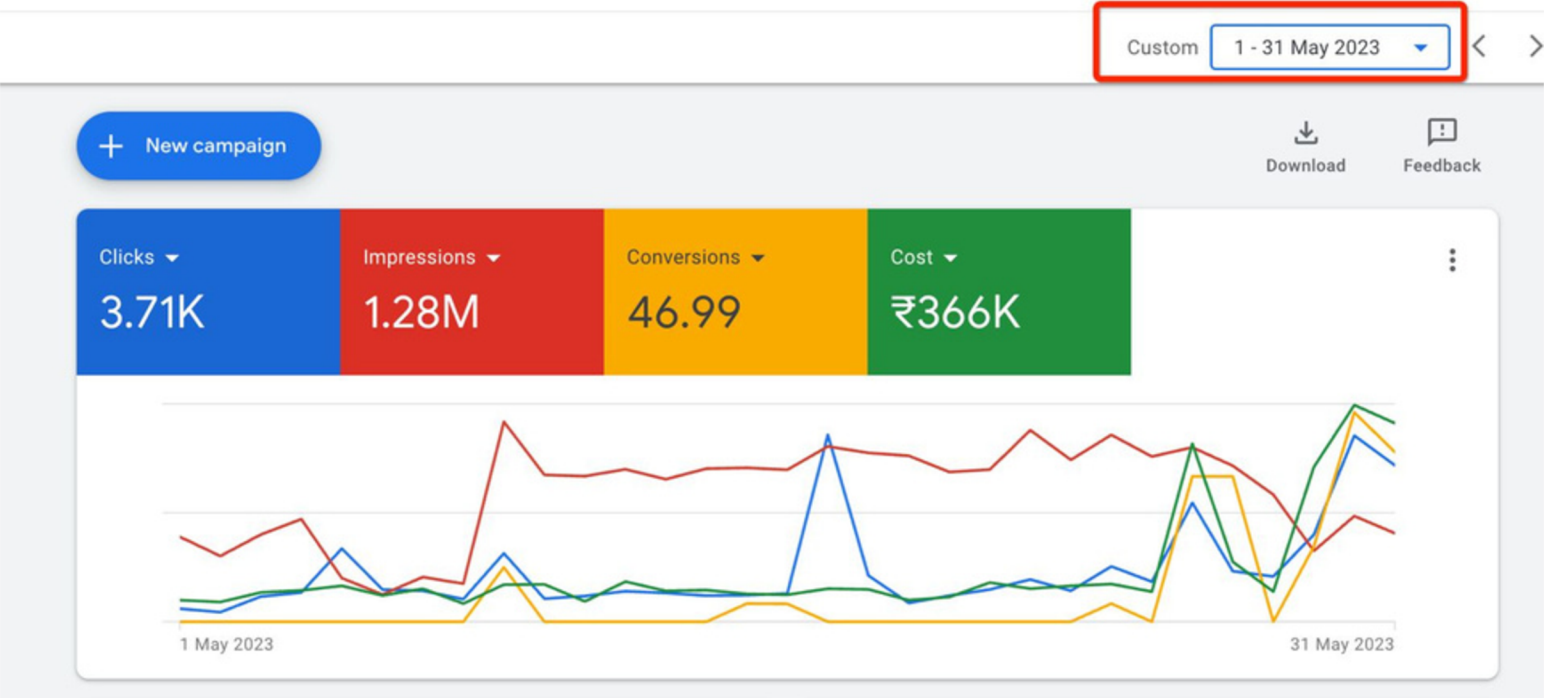 Custom 1 - 31 May 2023
New campaign
Download
Feedback
Clicks
3.71K
Impressions
1.28M
Conversions
46.99
Cost
₹366K
1 May 2023
31 May 2023